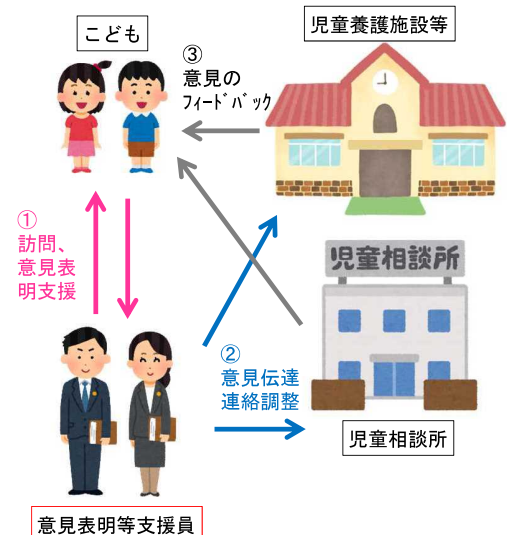 こども
児童養護施設等
③
意見の
ﾌｨｰﾄﾞﾊﾞｯｸ
①
訪問、
意見表
明支援
児童相談所
②
意見伝達
連絡調整
児童相談所
意見表明等支援員